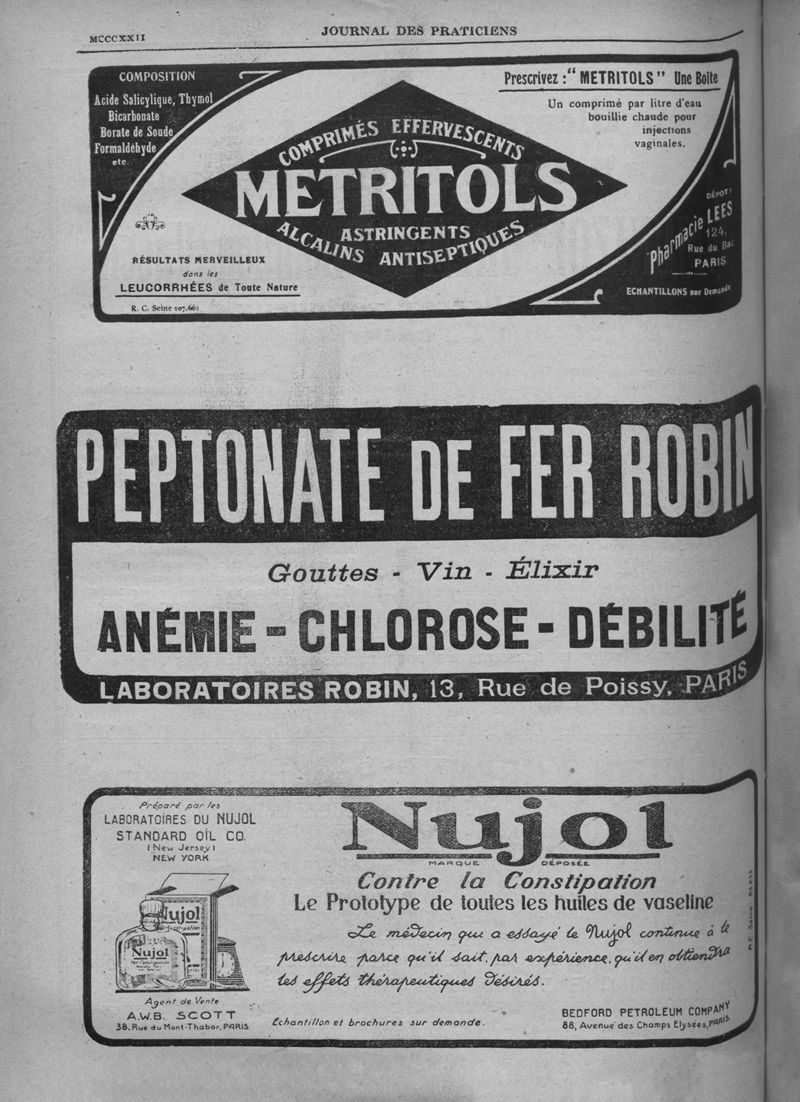 MCCCXXII
JOURNAL DES PRATICIENS
COMPOSITION
Acide Salicylique, Thymol
Bicarbonate
Borate de Soude
Formaldéhyde
etc.
Prescrivez : "METRITOLS" Une Boîte
Un comprimé par litre d'eau
bouillie chaude pour
injections
vaginales.
COMPRIMÉS EFFERVESCENTS
METRITOLS
ASTRINGENTS
ALCALINS ANTISEPTIQUES
RÉSULTATS MERVEILLEUX
dans les
LEUCORRHÉES de Toute Nature
R. C. Seine 107.662
DÉPOT:
Pharmacie LEES
124,
Rue du Bac
PARIS
ECHANTILLONS sur Demande
PEPTONATE DE FER ROBIN
Gouttes - Vin - Élixir
ANÉMIE - CHLOROSE - DÉBILITÉ
LABORATOIRES ROBIN, 13, Rue de Poissy, PARIS
Préparé par les
LABORATOIRES DU NUJOL
STANDARD OIL CO.
(New Jersey)
NEW YORK
Nujol
Nujol
Agent de Vente
A.W.B. SCOTT
38, Rue du Mont-Thabor, PARIS
Nujol
MARQUE DÉPOSÉE
Contre la Constipation
Le Prototype de toutes les huiles de vaseline
Le médecin qui a essayé le Nujol continue à le
prescrire parce qu'il sait, par expérience, qu'il en obtiendra
les effets thérapeutiques désirés.
Échantillon et brochures sur demande.
BEDFORD PETROLEUM COMPANY
88, Avenue des Champs Elysées, PARIS